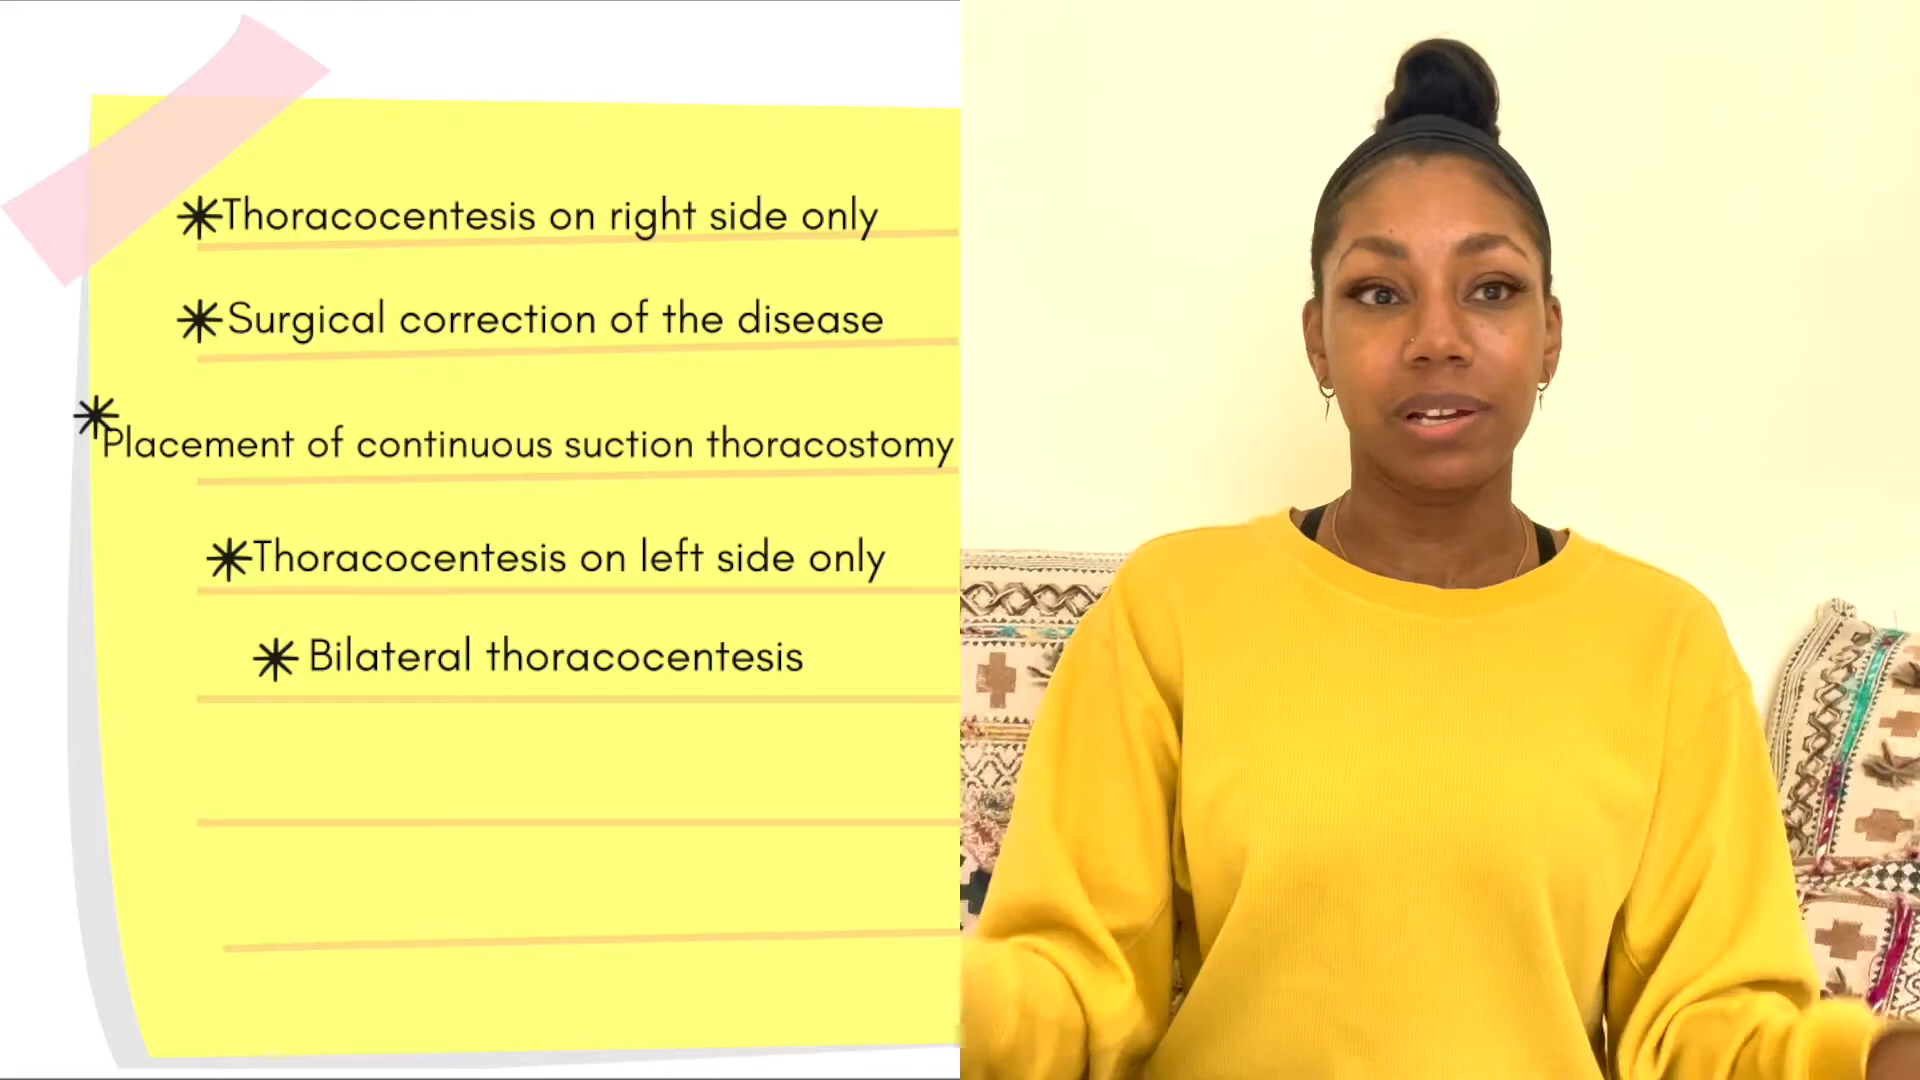 Thoracocentesis on right side only
Surgical correction of the disease
Placement of continuous suction thoracostomy
Thoracocentesis on left side only
Bilateral thoracocentesis